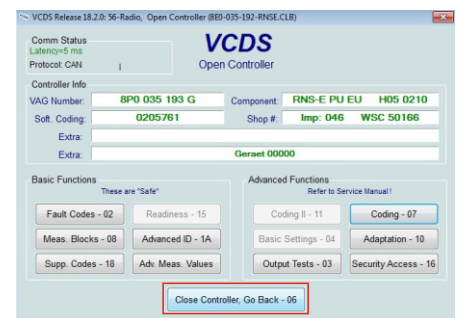 VCDS Release 18.2.0: 56-Radio, Open Controller (8E0-035-192-RNSE.CLB)
Comm Status
Latency=5 ms
Protocol: CAN
VCDS
Open Controller
Controller Info
VAG Number: 8P0 035 193 G Component: RNS-E PU EU H05 0210
Soft. Coding: 0205761 Shop #: Imp: 046 WSC 50166
Extra:
Extra: Geraet 00000
Basic Functions
These are "Safe"
Advanced Functions
Refer to Service Manual!
Fault Codes - 02 Readiness - 15 Coding II - 11 Coding - 07
Meas. Blocks - 08 Advanced ID - 1A Basic Settings - 04 Adaptation - 10
Supp. Codes - 18 Adv. Meas. Values Output Tests - 03 Security Access - 16
Close Controller, Go Back - 06